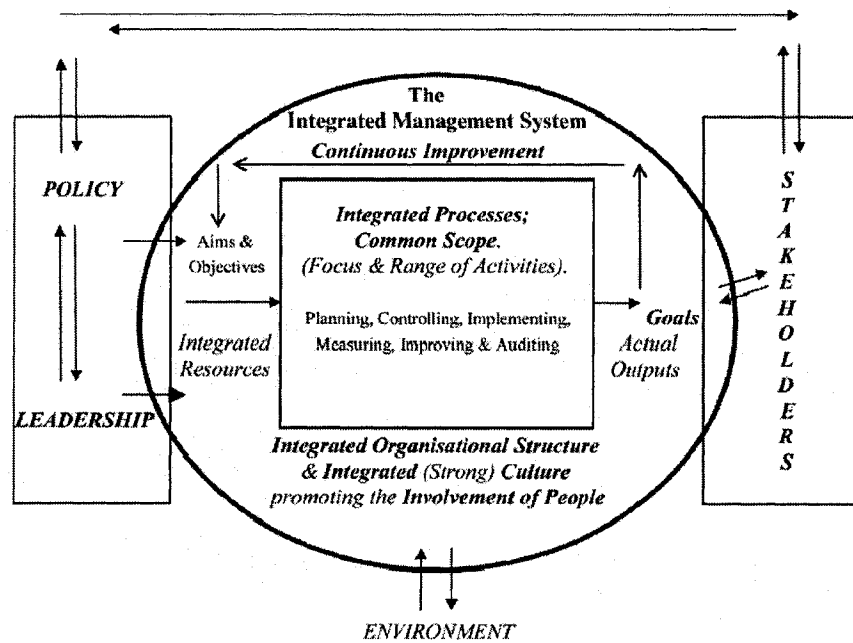 The
Integrated Management System
Continuous Improvement
POLICY
Aims &
Objectives
Integrated
Resources
LEADERSHIP
Integrated Processes;
Common Scope.
(Focus & Range of Activities).
Planning, Controlling, Implementing,
Measuring, Improving & Auditing
Goals
Actual
Outputs
STAKEHOLDERS
Integrated Organisational Structure
& Integrated (Strong) Culture
promoting the Involvement of People
ENVIRONMENT